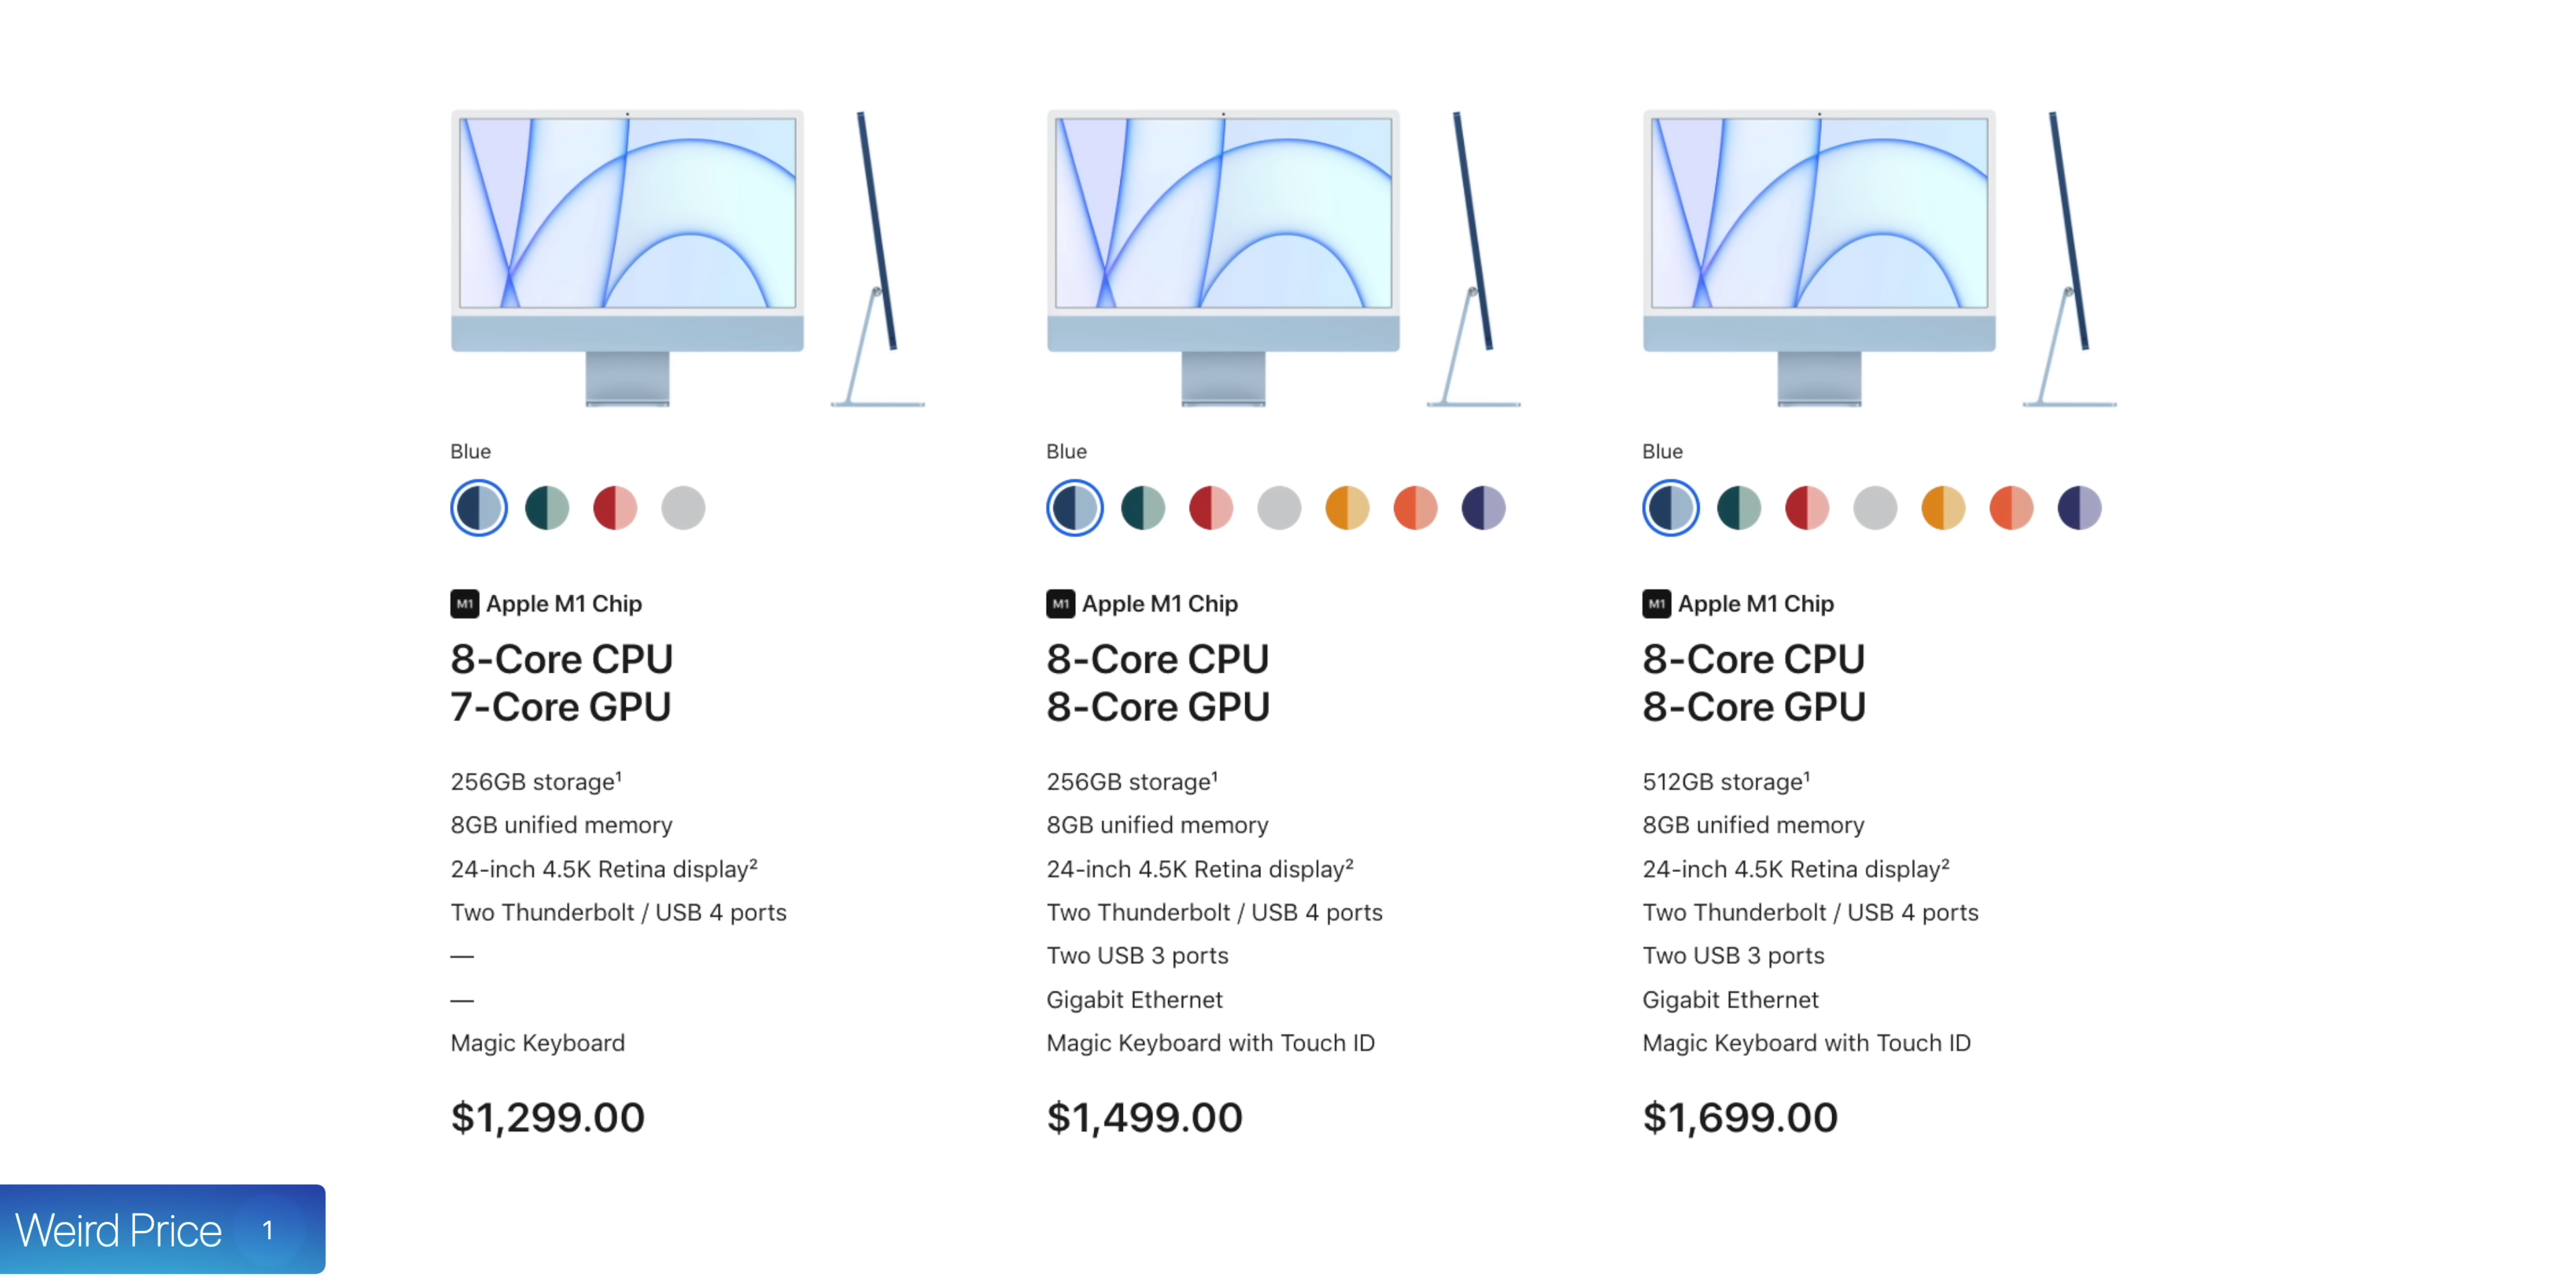 Blue
M1 Apple M1 Chip
8-Core CPU
7-Core GPU
256GB storage¹
8GB unified memory
24-inch 4.5K Retina display²
Two Thunderbolt / USB 4 ports
—
—
Magic Keyboard
$1,299.00
Blue
M1 Apple M1 Chip
8-Core CPU
8-Core GPU
256GB storage¹
8GB unified memory
24-inch 4.5K Retina display²
Two Thunderbolt / USB 4 ports
Two USB 3 ports
Gigabit Ethernet
Magic Keyboard with Touch ID
$1,499.00
Blue
M1 Apple M1 Chip
8-Core CPU
8-Core GPU
512GB storage¹
8GB unified memory
24-inch 4.5K Retina display²
Two Thunderbolt / USB 4 ports
Two USB 3 ports
Gigabit Ethernet
Magic Keyboard with Touch ID
$1,699.00
Weird Price 1